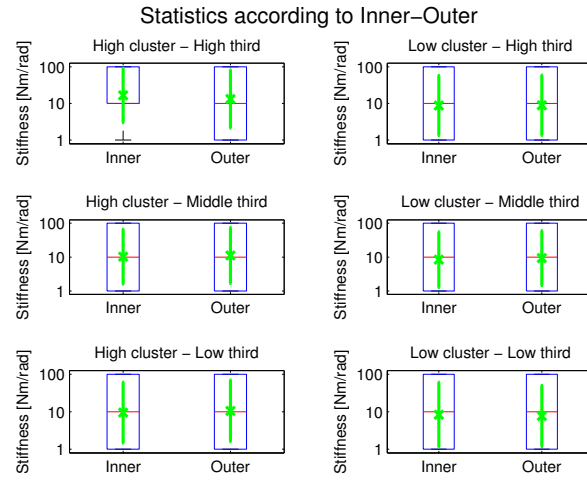 Statistics according to Inner−Outer
High cluster − High third
Stiffness [Nm/rad]
100
10
1
Inner
Outer
Low cluster − High third
Stiffness [Nm/rad]
100
10
1
Inner
Outer
High cluster − Middle third
Stiffness [Nm/rad]
100
10
1
Inner
Outer
Low cluster − Middle third
Stiffness [Nm/rad]
100
10
1
Inner
Outer
High cluster − Low third
Stiffness [Nm/rad]
100
10
1
Inner
Outer
Low cluster − Low third
Stiffness [Nm/rad]
100
10
1
Inner
Outer